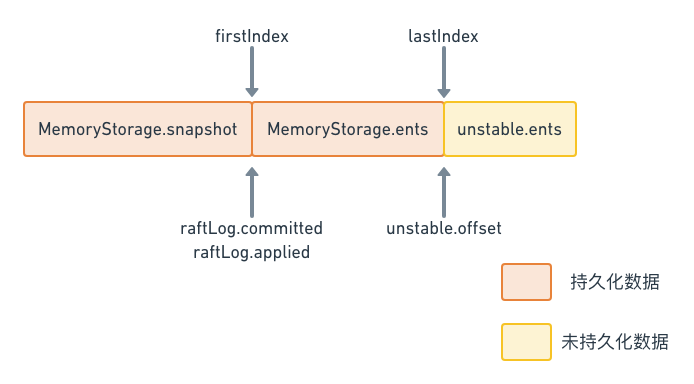 firstIndex
lastIndex
MemoryStorage.snapshot
MemoryStorage.ents
unstable.ents
raftLog.committed
raftLog.applied
unstable.offset
持久化数据
未持久化数据